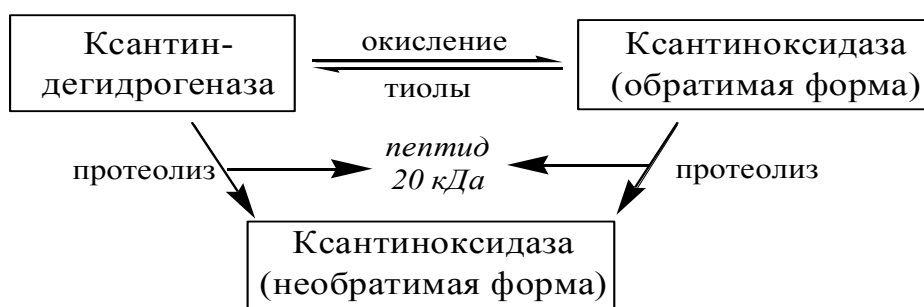 Ксантин-
дегидрогеназа
окисление
тиолы
Ксантиноксидаза
(обратимая форма)
протеолиз
пептид
20 кДа
протеолиз
Ксантиноксидаза
(необратимая форма)